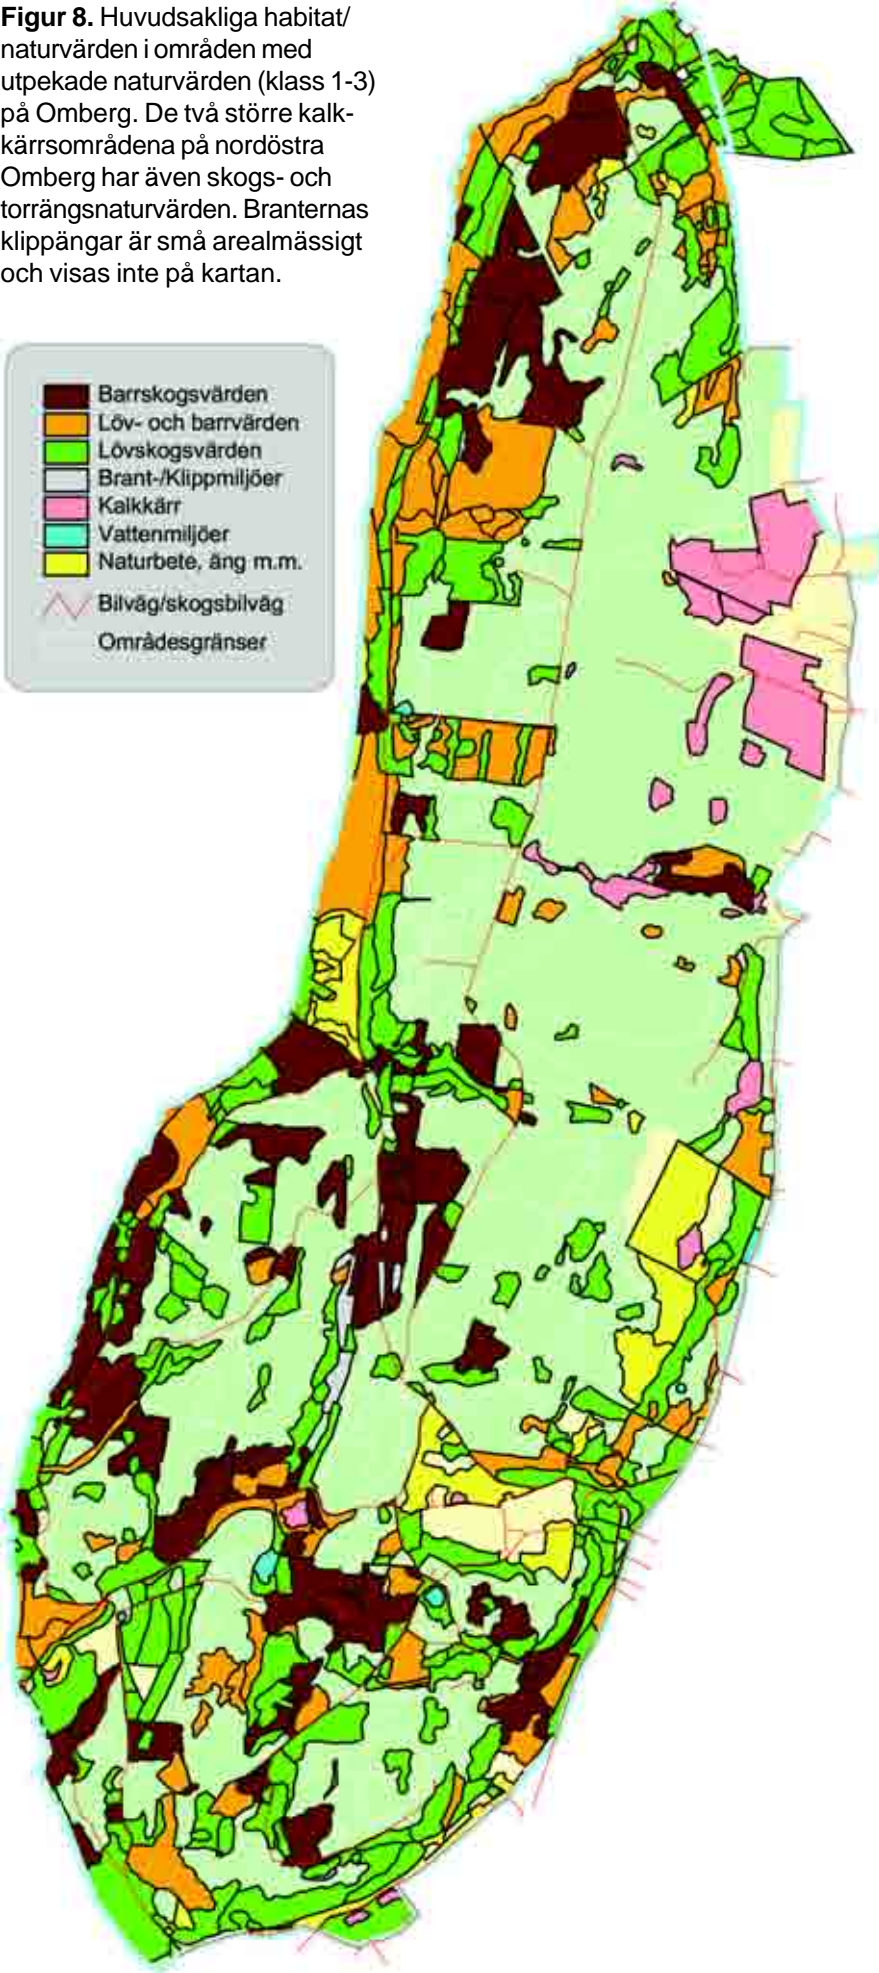 Figur 8. Huvudsakliga habitat/
naturvärden i områden med
utpekade naturvärden (klass 1-3)
på Omberg. De två större kalk-
kärrsområdena på nordöstra
Omberg har även skogs- och
torrängsnaturvärden. Branternas
klippängar är små arealmässigt
och visas inte på kartan.
Barrskogsvärden
Löv- och barrvärden
Lövskogsvärden
Brant-/Klippmiljöer
Kalkkärr
Vattenmiljöer
Naturbete, äng m.m.
Bilväg/skogsbilväg
Områdesgränser